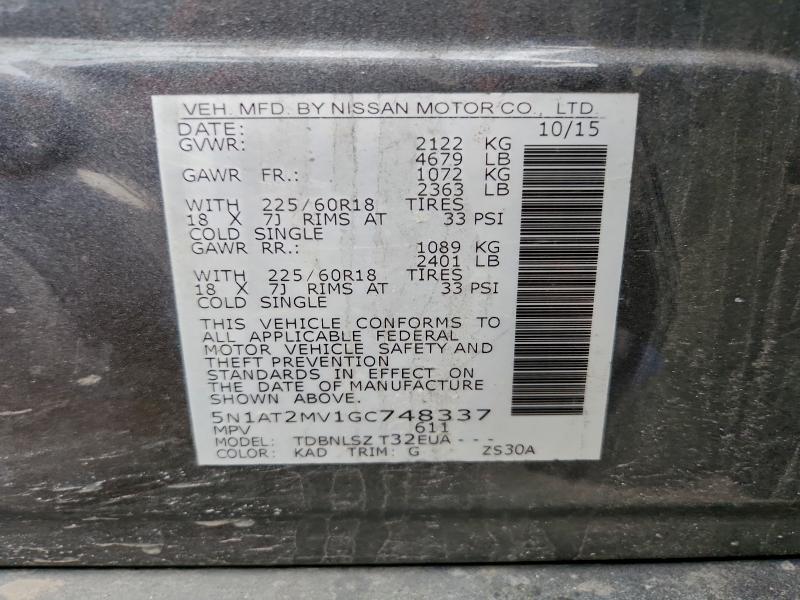 VEH. MFD. BY NISSAN MOTOR CO., LTD.
DATE: 10/15
GVWR: 2122 KG
4679 LB
GAWR FR.: 1072 KG
2363 LB
WITH 225/60R18 TIRES
18 X 7J RIMS AT 33 PSI
COLD SINGLE
GAWR RR.: 1089 KG
2401 LB
WITH 225/60R18 TIRES
18 X 7J RIMS AT 33 PSI
COLD SINGLE
THIS VEHICLE CONFORMS TO
ALL APPLICABLE FEDERAL
MOTOR VEHICLE SAFETY AND
THEFT PREVENTION
STANDARDS IN EFFECT ON
THE DATE OF MANUFACTURE
SHOWN ABOVE.
5N1AT2MV1GC748337
MPV 611
MODEL: TDBNLSZ T32EUA - - -
COLOR: KAD TRIM: G ZS30A